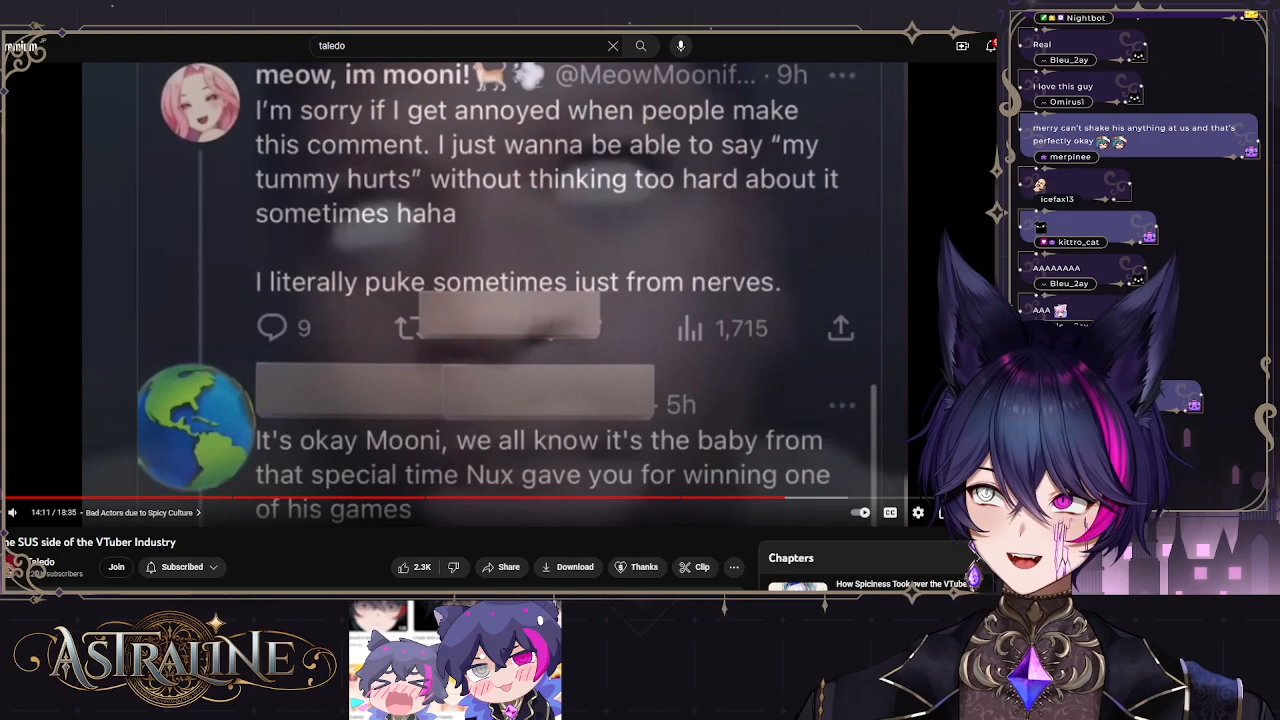 taledo
meow, im mooni! @MeowMoonif... · 9h
I'm sorry if I get annoyed when people make
this comment. I just wanna be able to say “my
tummy hurts” without thinking too hard about it
sometimes haha
I literally puke sometimes just from nerves.
9
1,715
· 5h
It's okay Mooni, we all know it's the baby from
that special time Nux gave you for winning one
of his games
14:11 / 18:35 · Bad Actors due to Spicy Culture
he SUS side of the VTuber Industry
Taledo
subscribers
Join
Subscribed
2.3K
Share
Download
Thanks
Clip
Chapters
How Spiciness Took over the VTube
ASTRALINE
Nightbot
Real
Bleu_2ay
I love this guy
Omirus1
merry can't shake his anything at us and that's
perfectly okay
merpinee
icefax13
kittro_cat
AAAAAAAA
Bleu_2ay
AAA